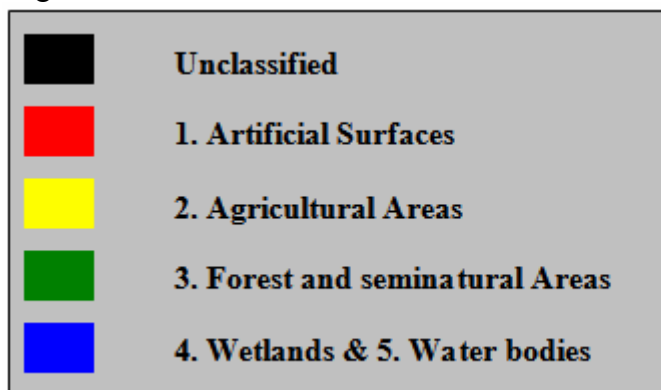 Unclassified
1. Artificial Surfaces
2. Agricultural Areas
3. Forest and seminatural Areas
4. Wetlands & 5. Water bodies